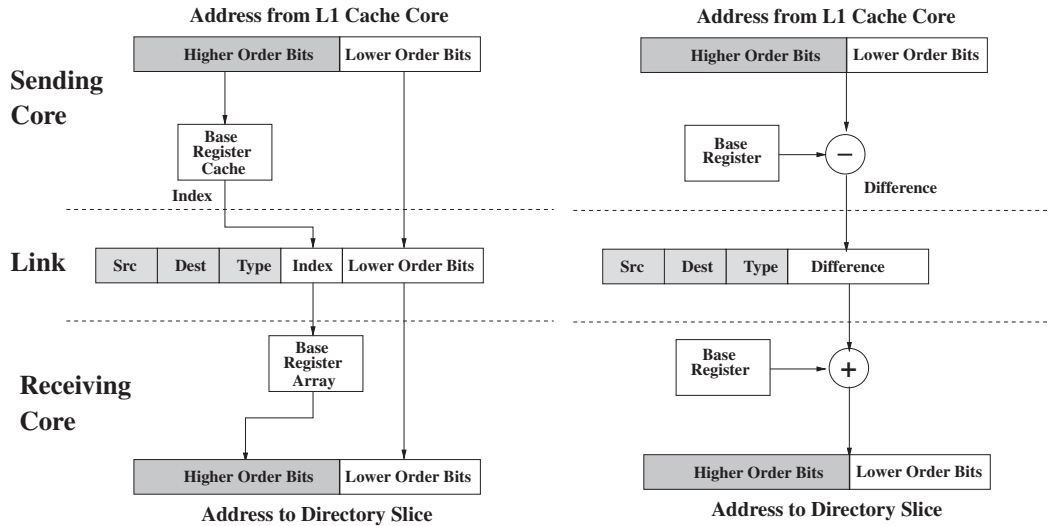 Address from L1 Cache Core
Higher Order Bits
Lower Order Bits
Sending
Core
Base
Register
Cache
Index
Link
Src
Dest
Type
Index
Lower Order Bits
Receiving
Core
Base
Register
Array
Higher Order Bits
Lower Order Bits
Address to Directory Slice
Address from L1 Cache Core
Higher Order Bits
Lower Order Bits
Base
Register
−
Difference
Src
Dest
Type
Difference
Base
Register
+
Higher Order Bits
Lower Order Bits
Address to Directory Slice